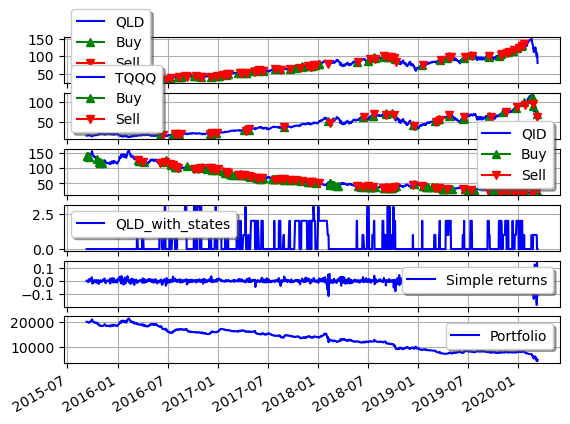 QLD
Buy
Sell
150
100
50
TQQQ
Buy
Sell
100
50
QID
Buy
Sell
150
100
50
QLD_with_states
2.5
0.0
Simple returns
0.1
0.0
−0.1
Portfolio
20000
10000
2015-07 2016-01 2016-07 2017-01 2017-07 2018-01 2018-07 2019-01 2019-07 2020-01